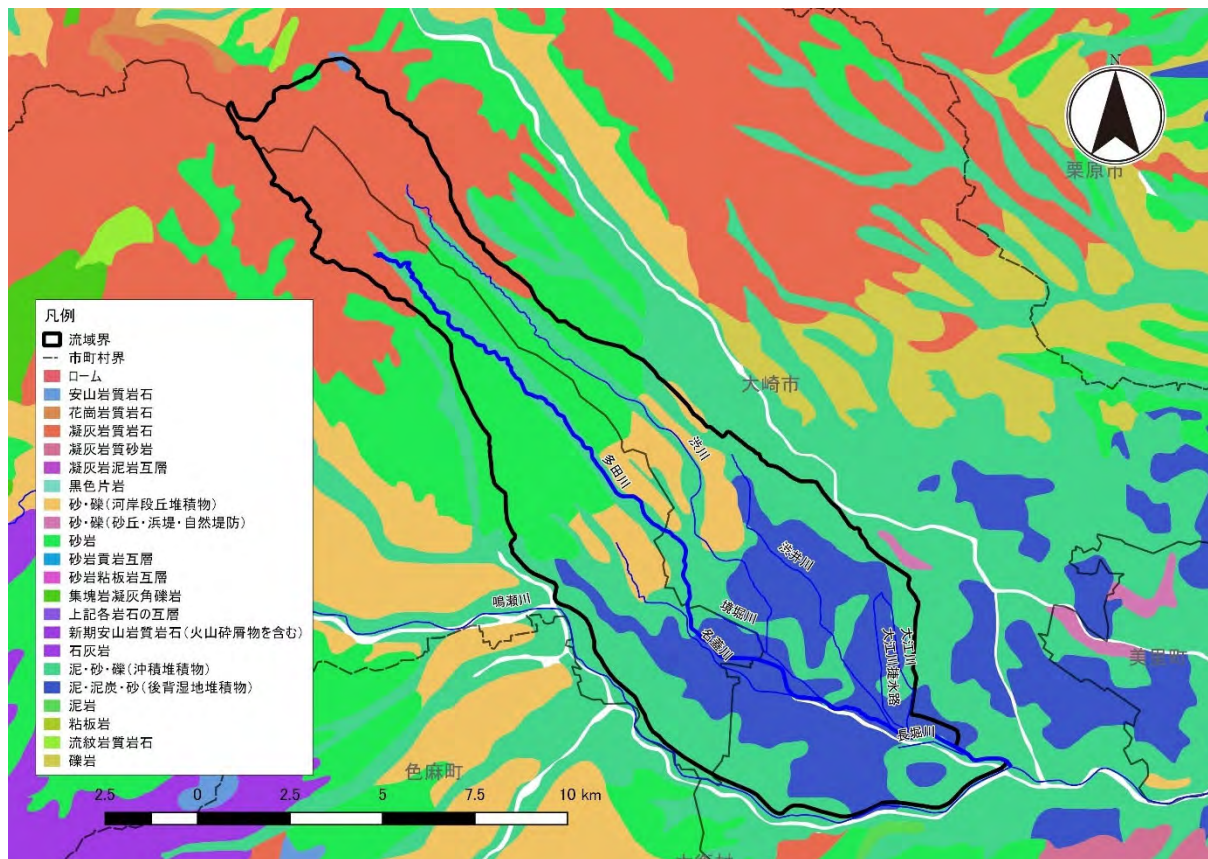 N
栗原市
大崎市
凡例
流域界
市町村界
ローム
安山岩質岩石
花崗岩質岩石
凝灰岩質岩石
凝灰岩質砂岩
凝灰岩泥岩互層
黒色片岩
砂・礫(河岸段丘堆積物)
砂・礫(砂丘・浜堤・自然堤防)
砂岩
砂岩頁岩互層
砂岩粘板岩互層
集塊岩凝灰角礫岩
上記各岩石の互層
新期安山岩質岩石(火山砕屑物を含む)
石灰岩
泥・砂・礫(沖積堆積物)
泥・泥炭・砂(後背湿地堆積物)
泥岩
粘板岩
流紋岩質岩石
礫岩
渋川
多田川
渋井川
鳴瀬川
境堀川
名蓋川
大江川
大江川捷水路
美里町
長堀川
色麻町
2.5 0 2.5 5 7.5 10 km